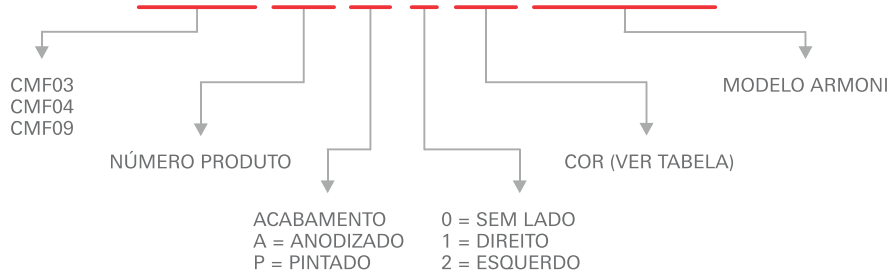 CMF03
CMF04
CMF09
MODELO ARMONI
NÚMERO PRODUTO
COR (VER TABELA)
ACABAMENTO
A = ANODIZADO
P = PINTADO
0 = SEM LADO
1 = DIREITO
2 = ESQUERDO